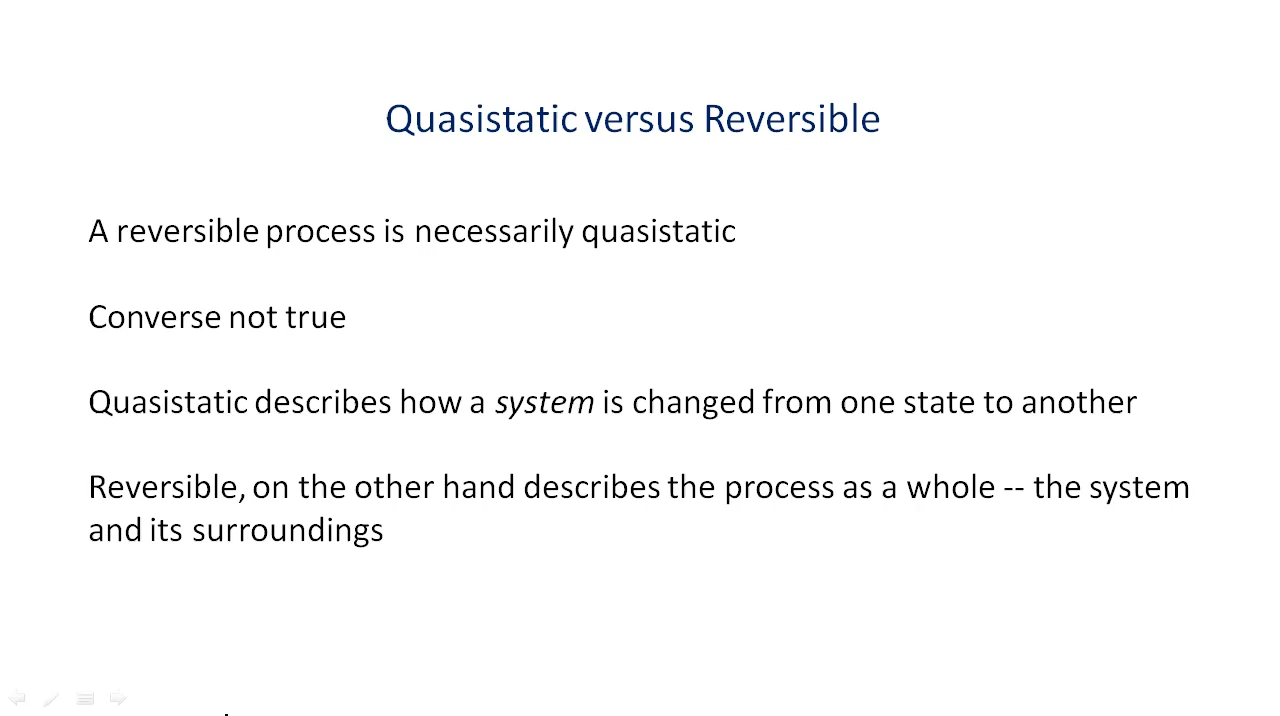 Quasistatic versus Reversible
A reversible process is necessarily quasistatic
Converse not true
Quasistatic describes how a system is changed from one state to another
Reversible, on the other hand describes the process as a whole -- the system
and its surroundings